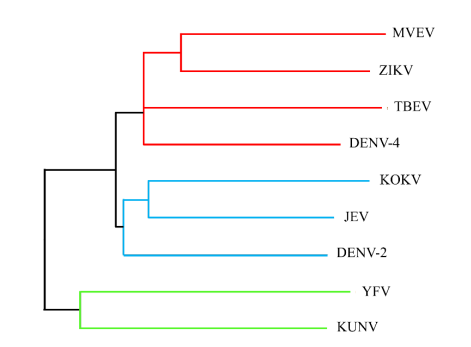 MVEV
ZIKV
TBEV
DENV-4
KOKV
JEV
DENV-2
YFV
KUNV